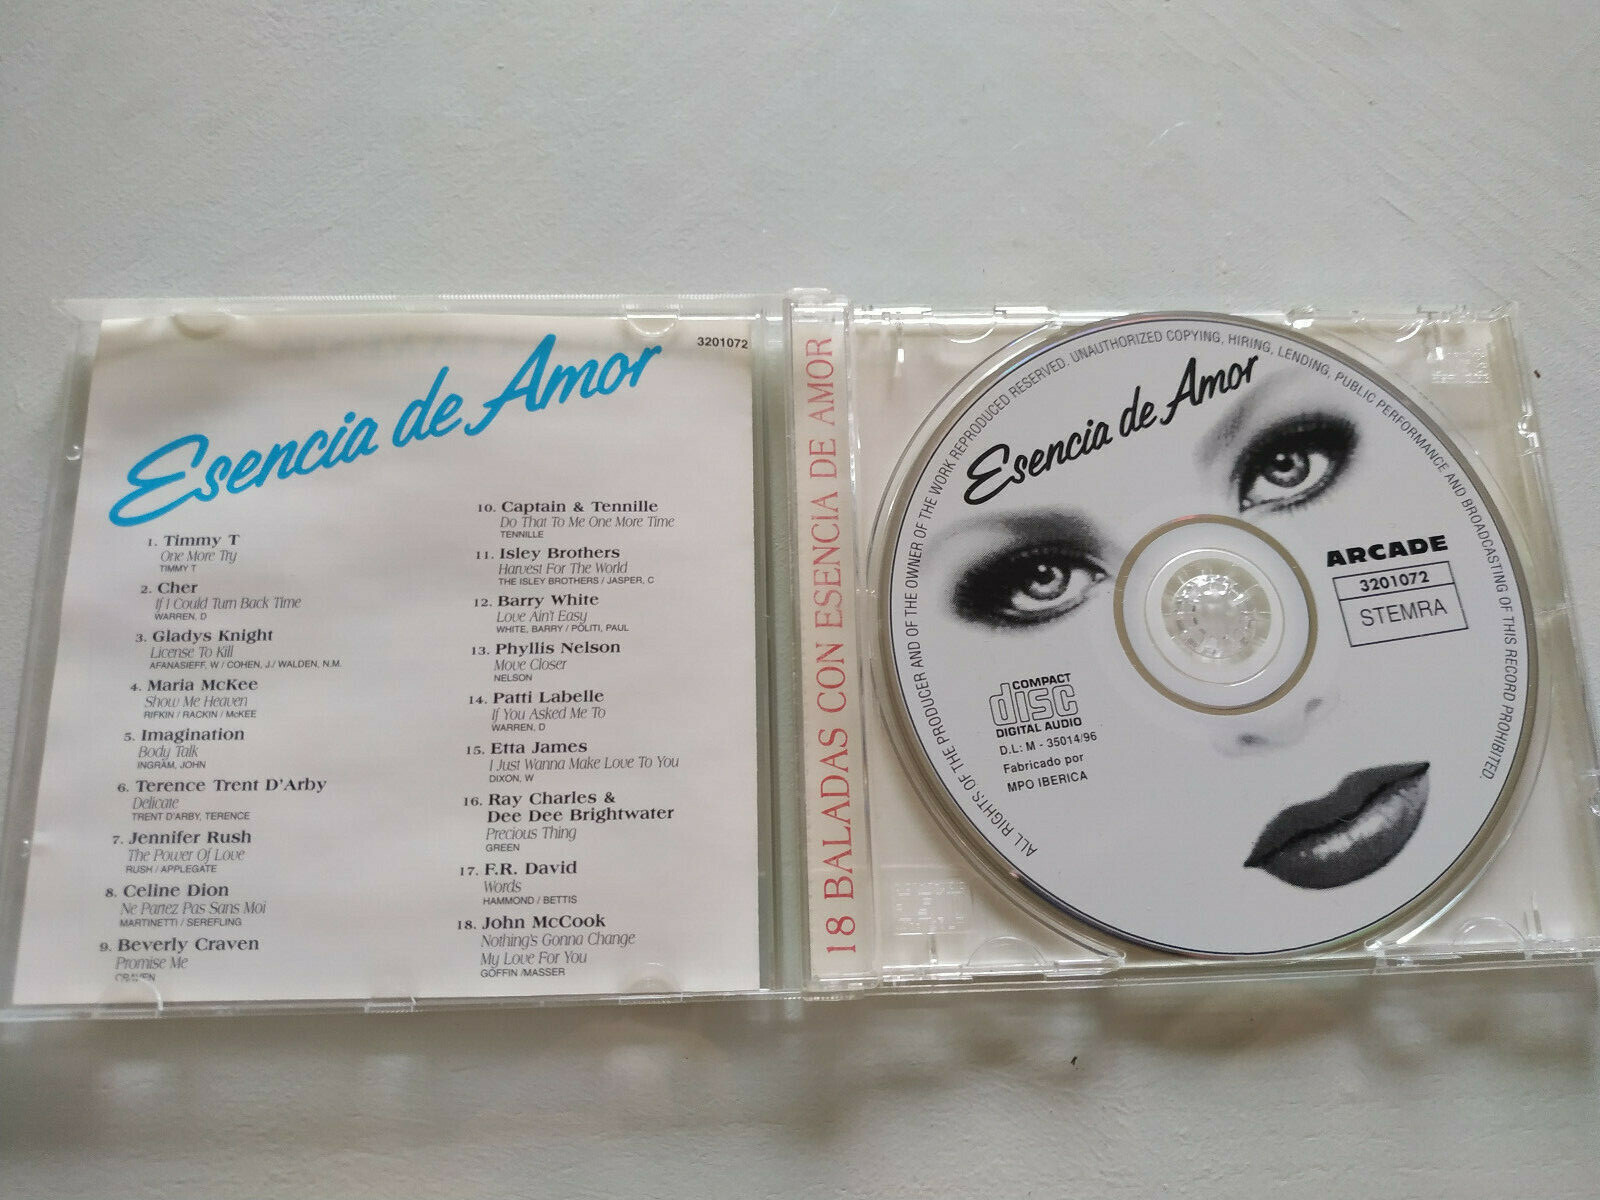 Esencia de Amor
3201072
1. Timmy T
One More Try
TIMMY T
2. Cher
If I Could Turn Back Time
WARREN, D
3. Gladys Knight
License To Kill
AFANASIEFF, W / COHEN, J./ WALDEN, N.M.
4. Maria McKee
Show Me Heaven
RIFKIN / RACKIN / McKEE
5. Imagination
Body Talk
INGRAM, JOHN
6. Terence Trent D'Arby
Delicate
TRENT D'ARBY, TERENCE
7. Jennifer Rush
The Power Of Love
RUSH / APPLEGATE
8. Celine Dion
Ne Partez Pas Sans Moi
MARTINETTI / SEREFLING
9. Beverly Craven
Promise Me
CRAVEN
10. Captain & Tennille
Do That To Me One More Time
TENNILLE
11. Isley Brothers
Harvest For The World
THE ISLEY BROTHERS / JASPER, C
12. Barry White
Love Ain't Easy
WHITE, BARRY / POLITI, PAUL
13. Phyllis Nelson
Move Closer
NELSON
14. Patti Labelle
If You Asked Me To
WARREN, D
15. Etta James
I Just Wanna Make Love To You
DIXON, W
16. Ray Charles &
Dee Dee Brightwater
Precious Thing
GREEN
17. F.R. David
Words
HAMMOND / BETTIS
18. John McCook
Nothing's Gonna Change
My Love For You
GOFFIN /MASSER
18 BALADAS CON ESENCIA DE AMOR
ALL RIGHTS OF THE PRODUCER AND OF THE OWNER OF THE WORK REPRODUCED RESERVED. UNAUTHORIZED COPYING, HIRING, LENDING, PUBLIC PERFORMANCE AND BROADCASTING OF THIS RECORD PROHIBITED.
Esencia de Amor
ARCADE
3201072
STEMRA
COMPACT
disc
DIGITAL AUDIO
D.L: M - 35014/96
Fabricado por
MPO IBERICA